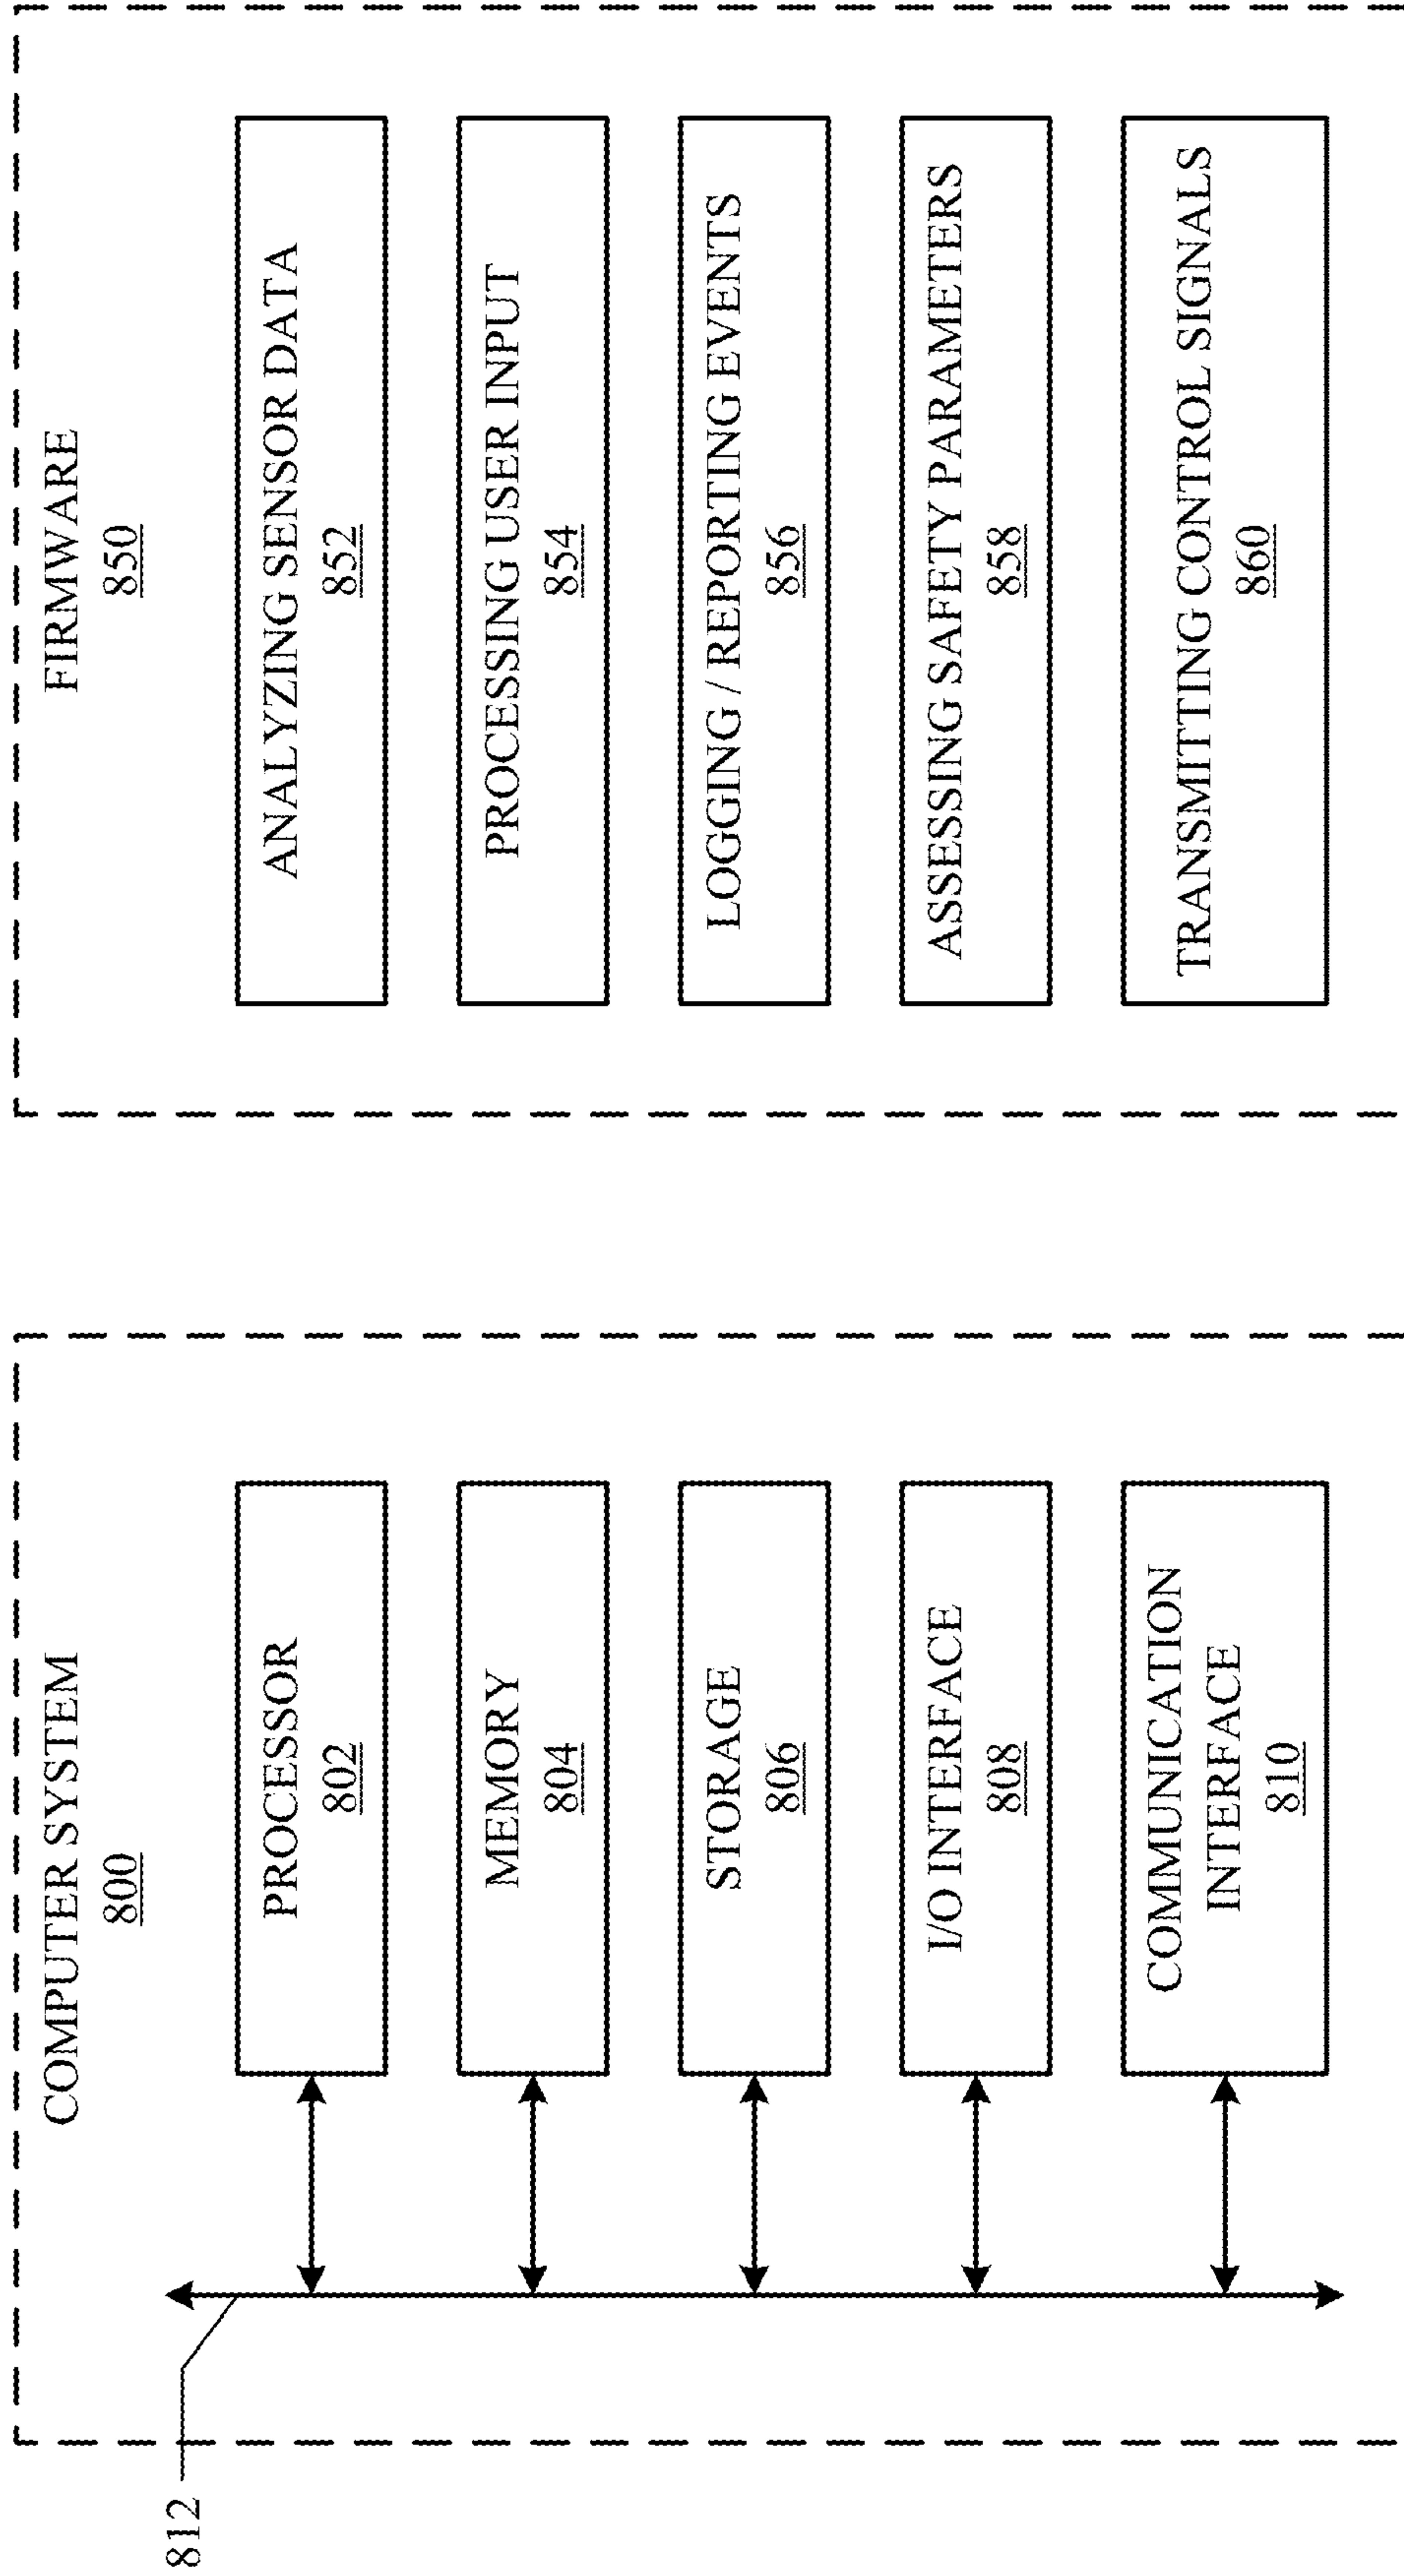 COMPUTER SYSTEM
800
812
PROCESSOR
802
MEMORY
804
STORAGE
806
I/O INTERFACE
808
COMMUNICATION
INTERFACE
810
FIRMWARE
850
ANALYZING SENSOR DATA
852
PROCESSING USER INPUT
854
LOGGING / REPORTING EVENTS
856
ASSESSING SAFETY PARAMETERS
858
TRANSMITTING CONTROL SIGNALS
860